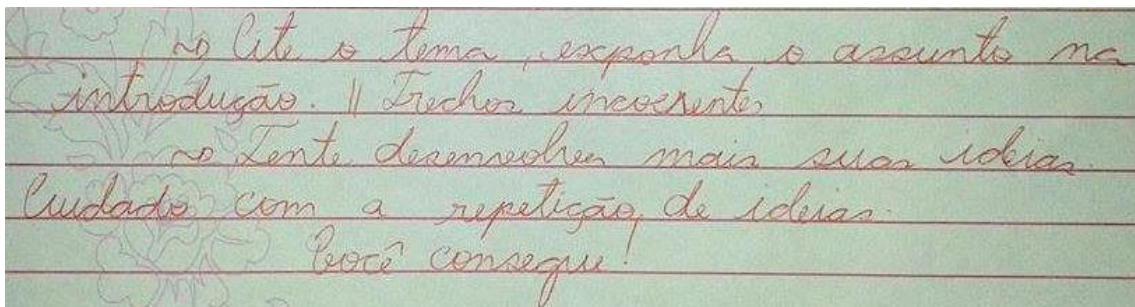 → Cite o tema, exponha o assunto na
introdução. || Trechos incoerentes
→ Tente desenvolver mais suas ideias.
Cuidado com a repetição de ideias.
Você consegue!